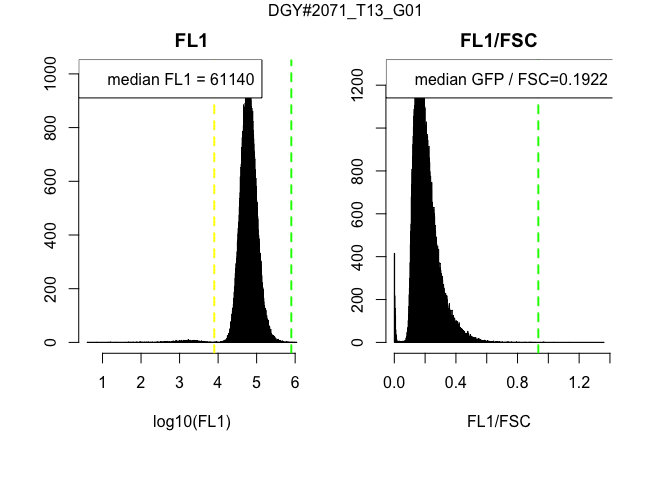 DGY#2071_T13_G01
FL1
median FL1 = 61140
0
200
400
600
800
1000
1 2 3 4 5 6
log10(FL1)
FL1/FSC
median GFP / FSC=0.1922
0
200
400
600
800
1200
0.0 0.4 0.8 1.2
FL1/FSC